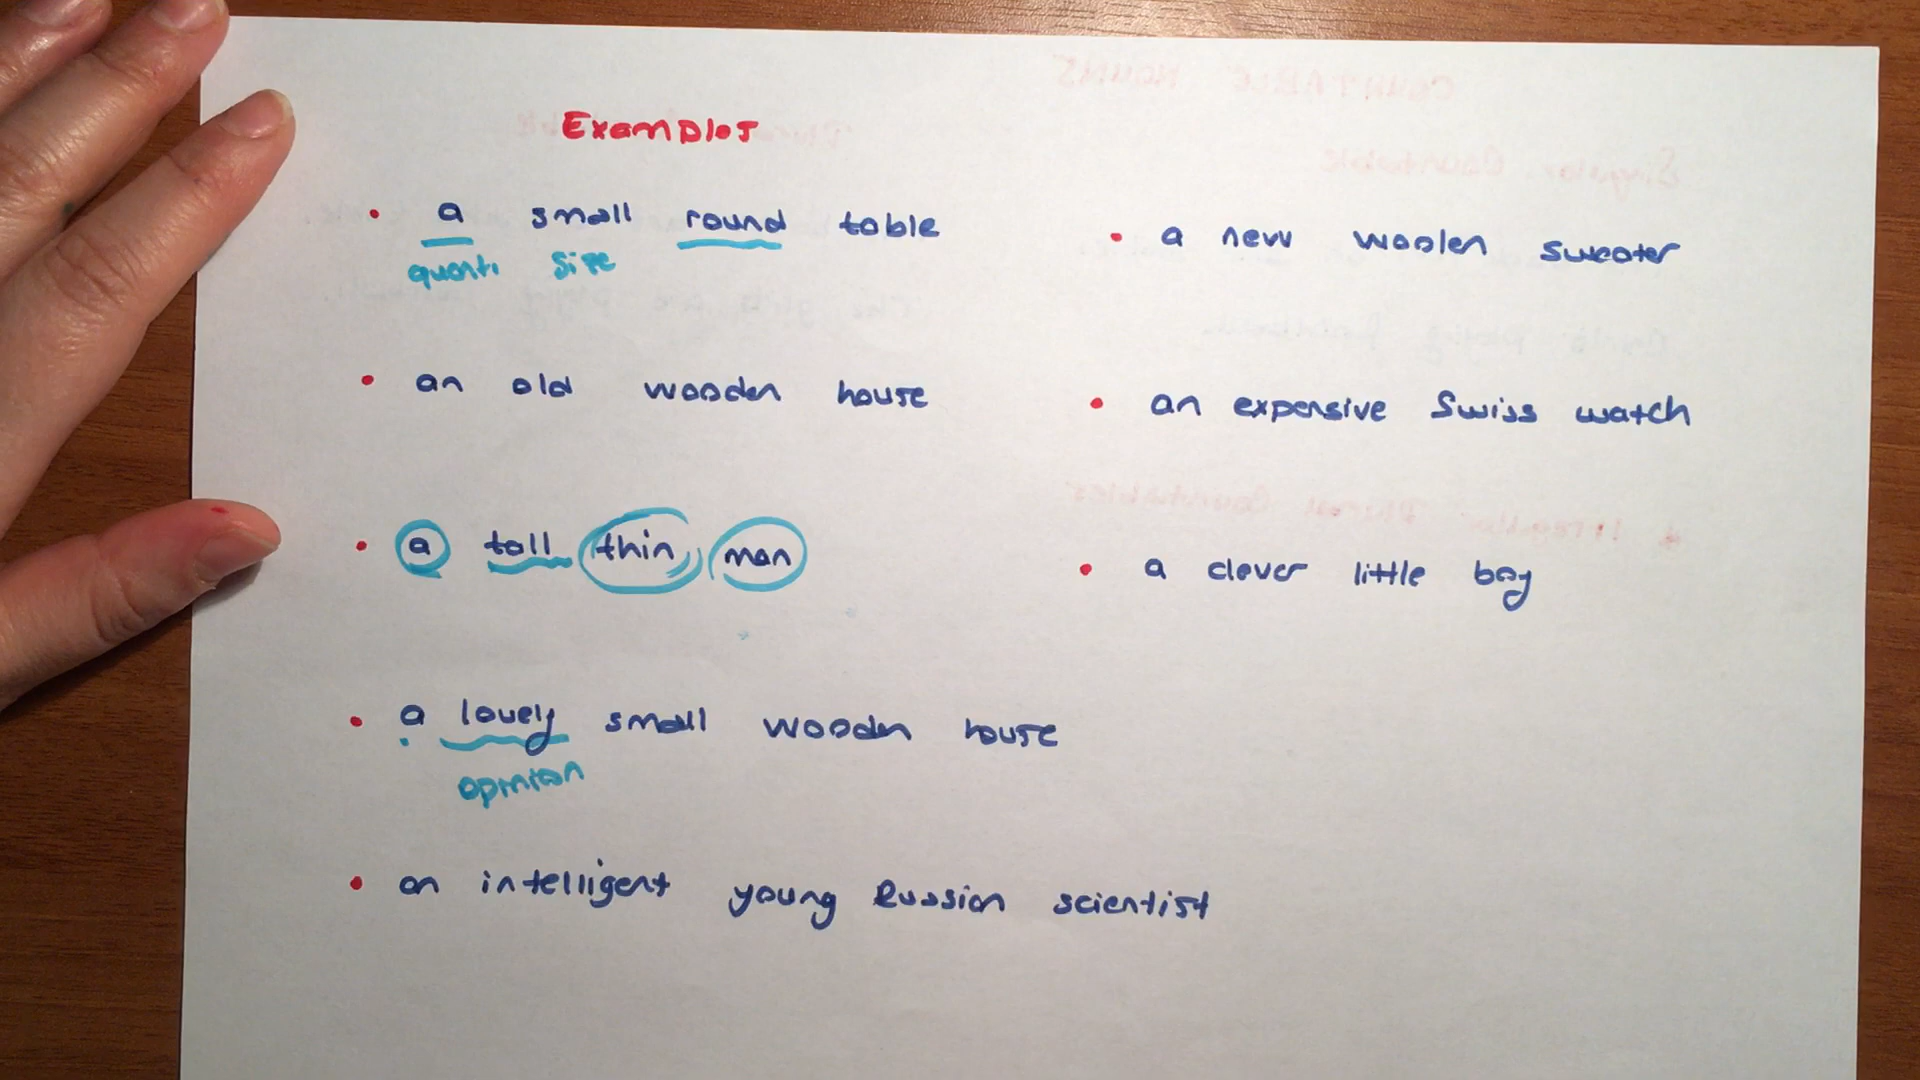 Examples
• a small round table
quanti size
• an old wooden house
• a tall thin man
• a lovely small wooden house
opinion
• an intelligent young Russian scientist
• a new woolen sweater
• an expensive Swiss watch
• a clever little boy